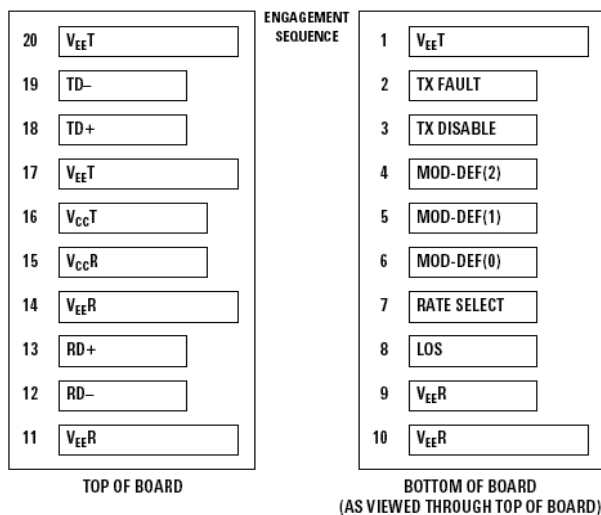 ENGAGEMENT
SEQUENCE
20 VEET
19 TD–
18 TD+
17 VEET
16 VCCT
15 VCCR
14 VEER
13 RD+
12 RD–
11 VEER
TOP OF BOARD
1 VEET
2 TX FAULT
3 TX DISABLE
4 MOD-DEF(2)
5 MOD-DEF(1)
6 MOD-DEF(0)
7 RATE SELECT
8 LOS
9 VEER
10 VEER
BOTTOM OF BOARD
(AS VIEWED THROUGH TOP OF BOARD)